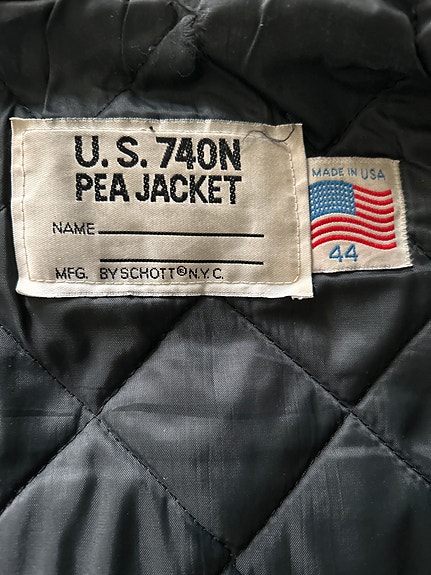 U.S. 740N
PEA JACKET
NAME
MFG. BY SCHOTT® N.Y.C.
MADE IN USA
44